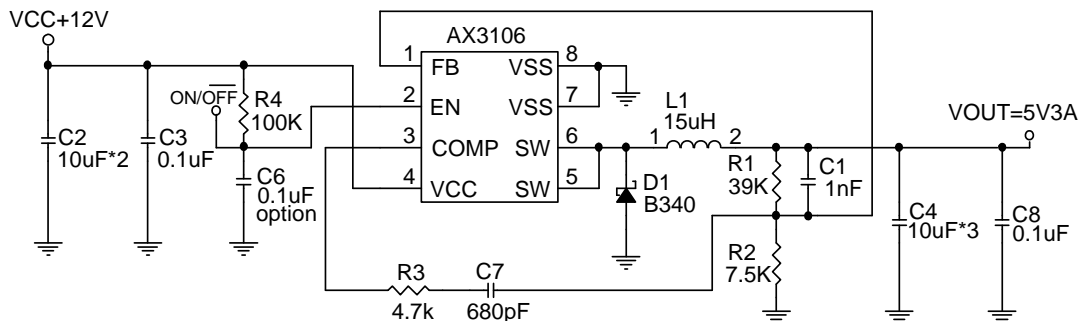 VCC+12V
AX3106
1
FB
VSS
8
ON/OFF
R4
100K
2
EN
VSS
7
L1
15uH
VOUT=5V3A
C2
10uF*2
C3
0.1uF
3
COMP
SW
6
1
2
R1
39K
C1
1nF
C6
0.1uF
option
4
VCC
SW
5
D1
B340
C4
10uF*3
C8
0.1uF
R2
7.5K
R3
4.7k
C7
680pF